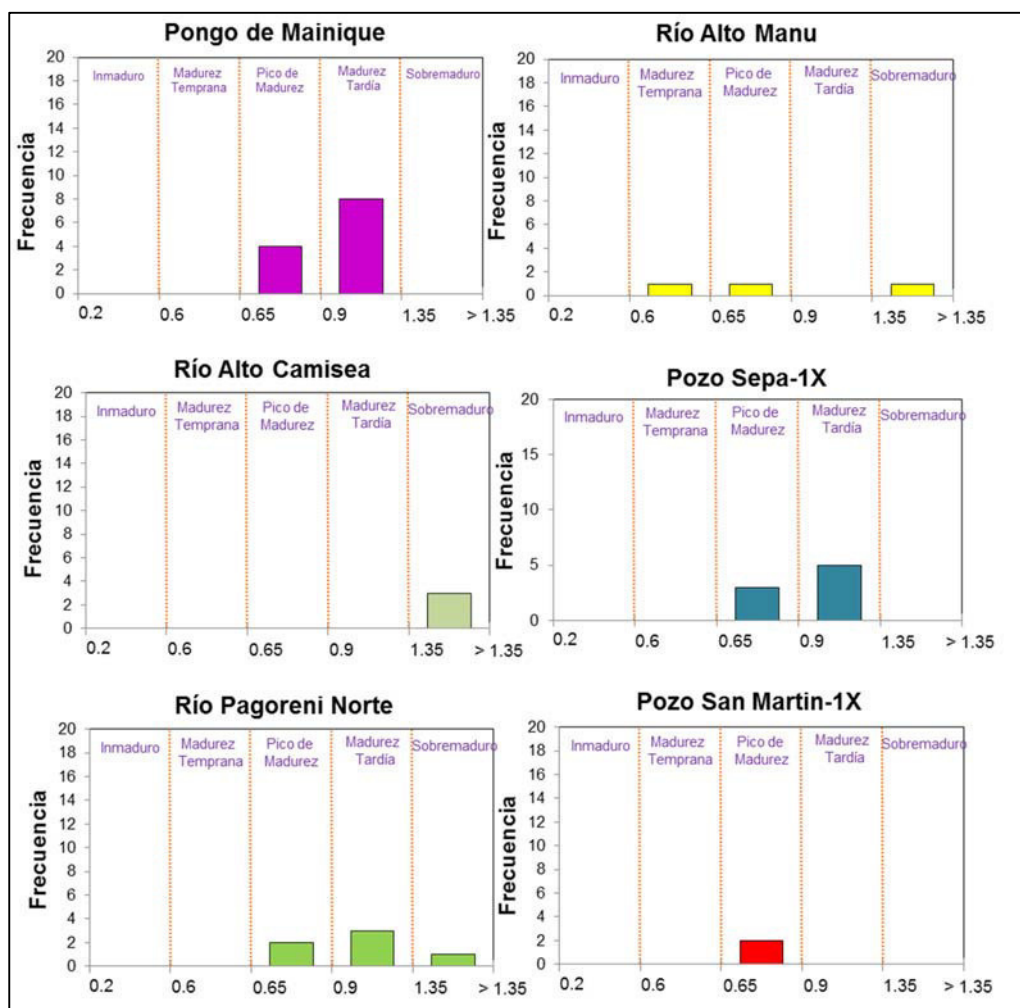 Pongo de Mainique
Frecuencia
20
18
16
14
12
10
8
6
4
2
0
Inmaduro
Madurez
Temprana
Pico de
Madurez
Madurez
Tardía
Sobremaduro
0.2 0.6 0.65 0.9 1.35 > 1.35
Río Alto Manu
Frecuencia
20
18
16
14
12
10
8
6
4
2
0
Inmaduro
Madurez
Temprana
Pico de
Madurez
Madurez
Tardía
Sobremaduro
0.2 0.6 0.65 0.9 1.35 > 1.35
Río Alto Camisea
Frecuencia
20
18
16
14
12
10
8
6
4
2
0
Inmaduro
Madurez
Temprana
Pico de
Madurez
Madurez
Tardía
Sobremaduro
0.2 0.6 0.65 0.9 1.35 > 1.35
Pozo Sepa-1X
Frecuencia
20
15
10
5
0
Inmaduro
Madurez
Temprana
Pico de
Madurez
Madurez
Tardía
Sobremaduro
0.2 0.6 0.65 0.9 1.35 > 1.35
Río Pagoreni Norte
Frecuencia
20
18
16
14
12
10
8
6
4
2
0
Inmaduro
Madurez
Temprana
Pico de
Madurez
Madurez
Tardía
Sobremaduro
0.2 0.6 0.65 0.9 1.35 > 1.35
Pozo San Martin-1X
Frecuencia
20
18
16
14
12
10
8
6
4
2
0
Inmaduro
Madurez
Temprana
Pico de
Madurez
Madurez
Tardía
Sobremaduro
0.2 0.6 0.65 0.9 1.35 > 1.35